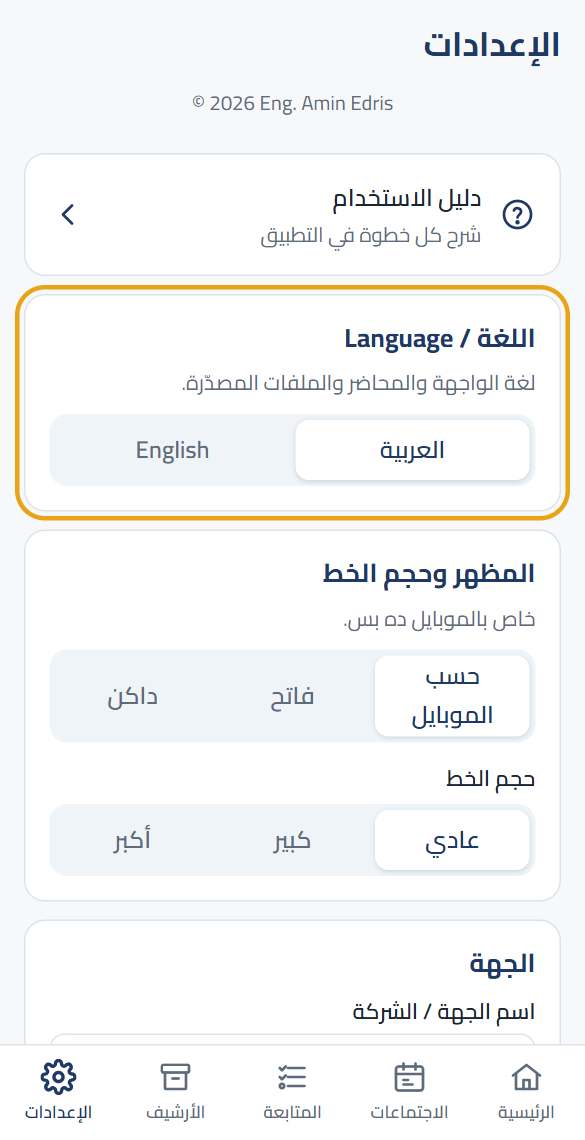 الإعدادات
© 2026 Eng. Amin Edris
دليل الاستخدام
شرح كل خطوة في التطبيق
اللغة / Language
لغة الواجهة والمحاضر والملفات المصدّرة.
العربية
English
المظهر وحجم الخط
خاص بالموبايل ده بس.
حسب الموبايل
فاتح
داكن
حجم الخط
عادي
كبير
أكبر
الجهة
اسم الجهة / الشركة
الرئيسية
الاجتماعات
المتابعة
الأرشيف
الإعدادات